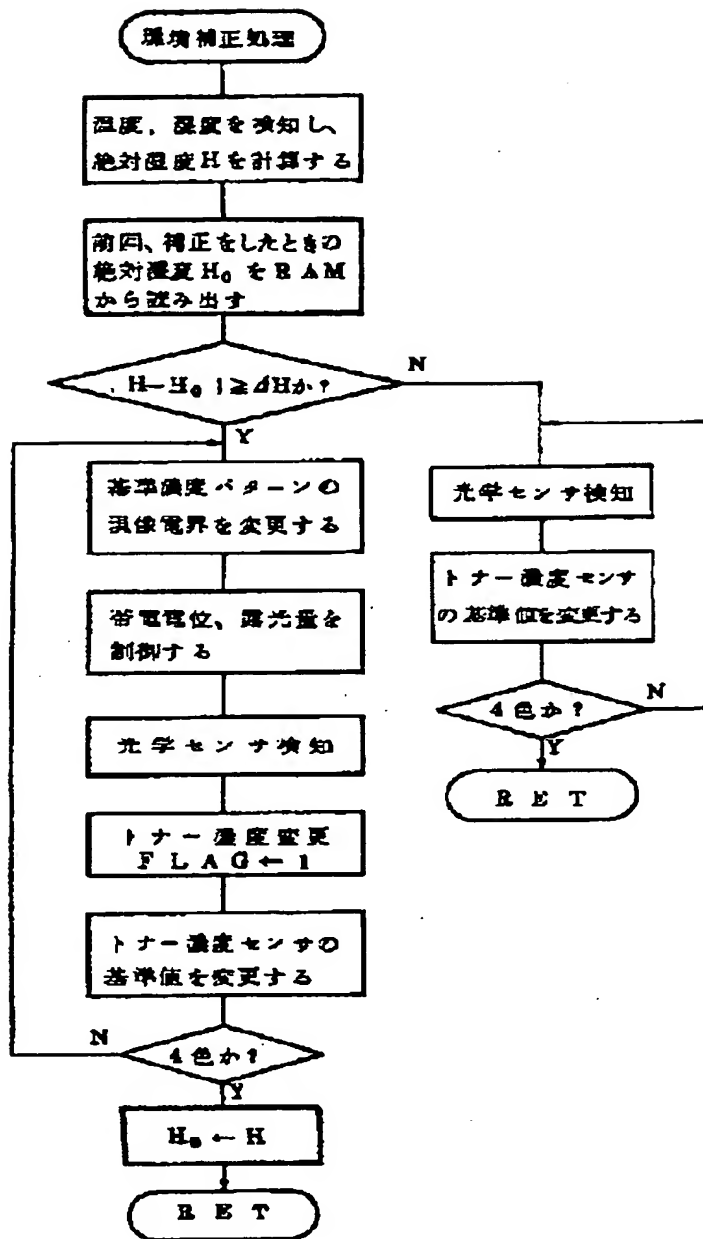 環境補正処理
温度、湿度を検知し、
絶対湿度Hを計算する
前回、補正をしたときの
絶対湿度H₀をRAM
から読み出す
|H-H₀|≧ΔHか?
N
Y
基準濃度パターンの
現像電界を変更する
帯電電位、露光量を
制御する
光学センサ検知
トナー濃度変更
FLAG←1
トナー濃度センサの
基準値を変更する
4色か?
N
Y
H₀←H
RET
光学センサ検知
トナー濃度センサ
の基準値を変更する
4色か?
N
Y
RET